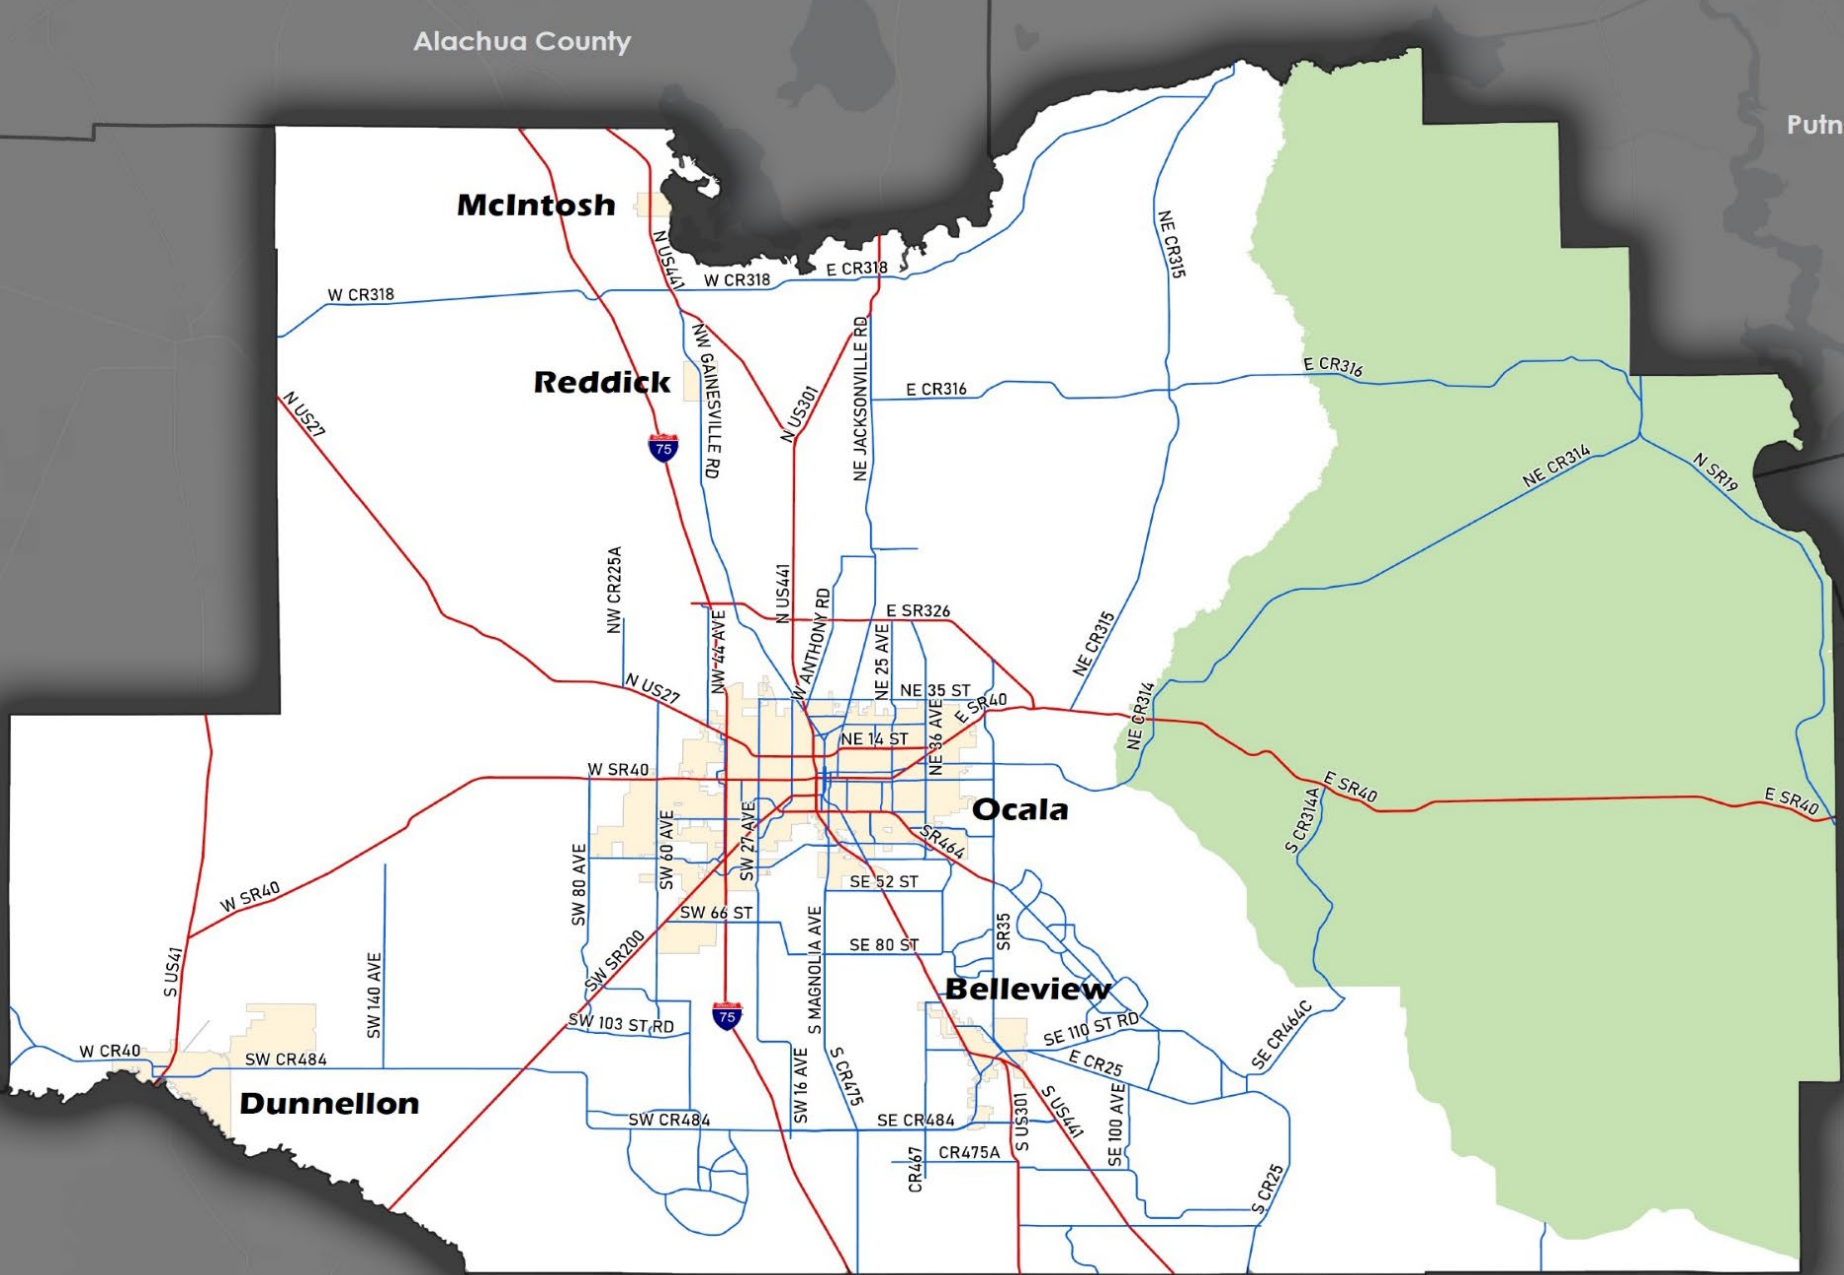 Alachua County
Putn
McIntosh
N US441
NE CR315
E CR318
W CR318
W CR318
NW GAINESVILLE RD
NE JACKSONVILLE RD
E CR316
Reddick
E CR316
N US301
N US27
75
NE CR314
N SR19
NW CR225A
N US441
W ANTHONY RD
E SR326
NW 44 AVE
NE 25 AVE
NE CR315
N US27
NE 35 ST
NE CR314
E SR40
NE 36 AVE
NE 14 ST
W SR40
E SR40
E SR40
Ocala
S CR314A
SW 27 AVE
SR464
SW 60 AVE
SW 80 AVE
SE 52 ST
W SR40
SW 66 ST
SR35
SE 80 ST
S MAGNOLIA AVE
SW SR200
S US41
SW 140 AVE
Belleview
75
SW 103 ST RD
SE 110 ST RD
SE CR464C
W CR40
SW CR484
E CR25
S CR475
SW 16 AVE
Dunnellon
S US441
S US301
SE 100 AVE
SW CR484
SE CR484
CR475A
CR467
S CR25